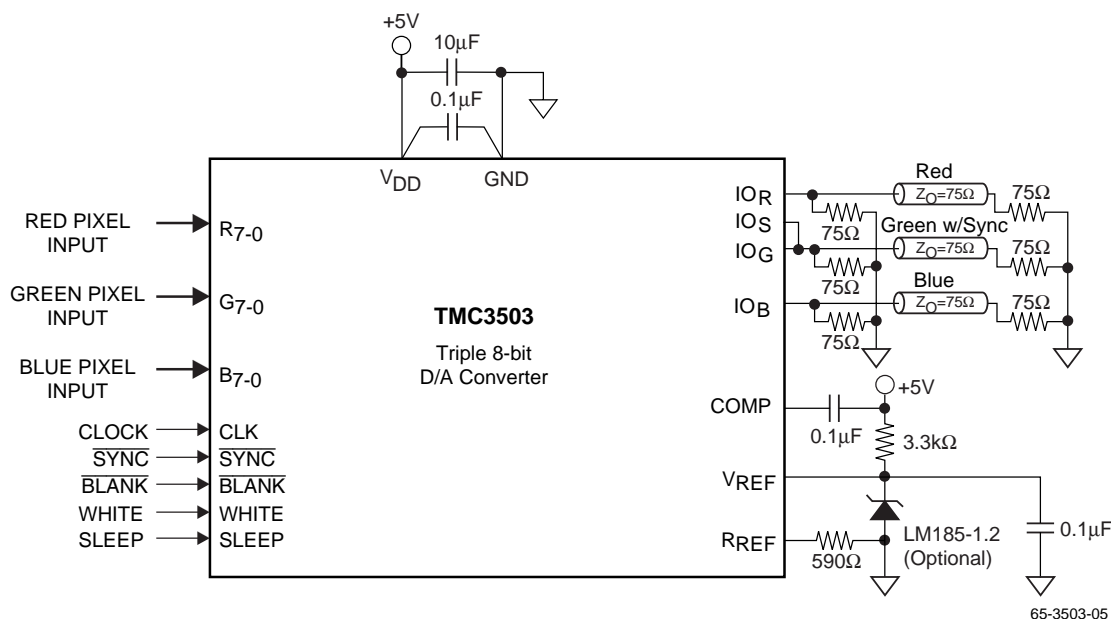 +5V
10μF
0.1μF
VDD GND
RED PIXEL
INPUT
R7-0
GREEN PIXEL
INPUT
G7-0
BLUE PIXEL
INPUT
B7-0
CLOCK CLK
SYNC SYNC
BLANK BLANK
WHITE WHITE
SLEEP SLEEP
TMC3503
Triple 8-bit
D/A Converter
IOR
IOS
IOG
IOB
COMP
VREF
RREF
Red
ZO=75Ω
75Ω
75Ω
Green w/Sync
ZO=75Ω
75Ω
75Ω
Blue
ZO=75Ω
75Ω
75Ω
+5V
0.1μF
3.3kΩ
LM185-1.2
(Optional)
0.1μF
590Ω
65-3503-05